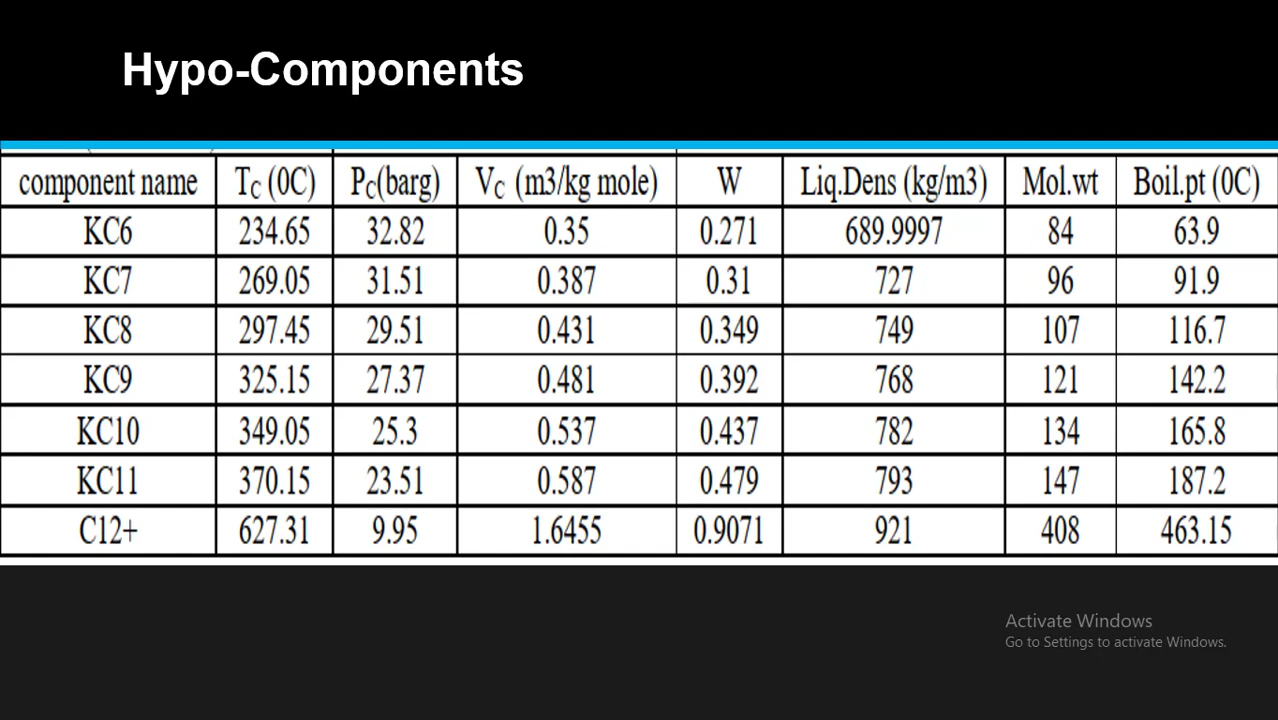 Hypo-Components
component name TC (0C) PC(barg) VC (m3/kg mole) W Liq.Dens (kg/m3) Mol.wt Boil.pt (0C)
KC6 234.65 32.82 0.35 0.271 689.9997 84 63.9
KC7 269.05 31.51 0.387 0.31 727 96 91.9
KC8 297.45 29.51 0.431 0.349 749 107 116.7
KC9 325.15 27.37 0.481 0.392 768 121 142.2
KC10 349.05 25.3 0.537 0.437 782 134 165.8
KC11 370.15 23.51 0.587 0.479 793 147 187.2
C12+ 627.31 9.95 1.6455 0.9071 921 408 463.15
Activate Windows
Go to Settings to activate Windows.